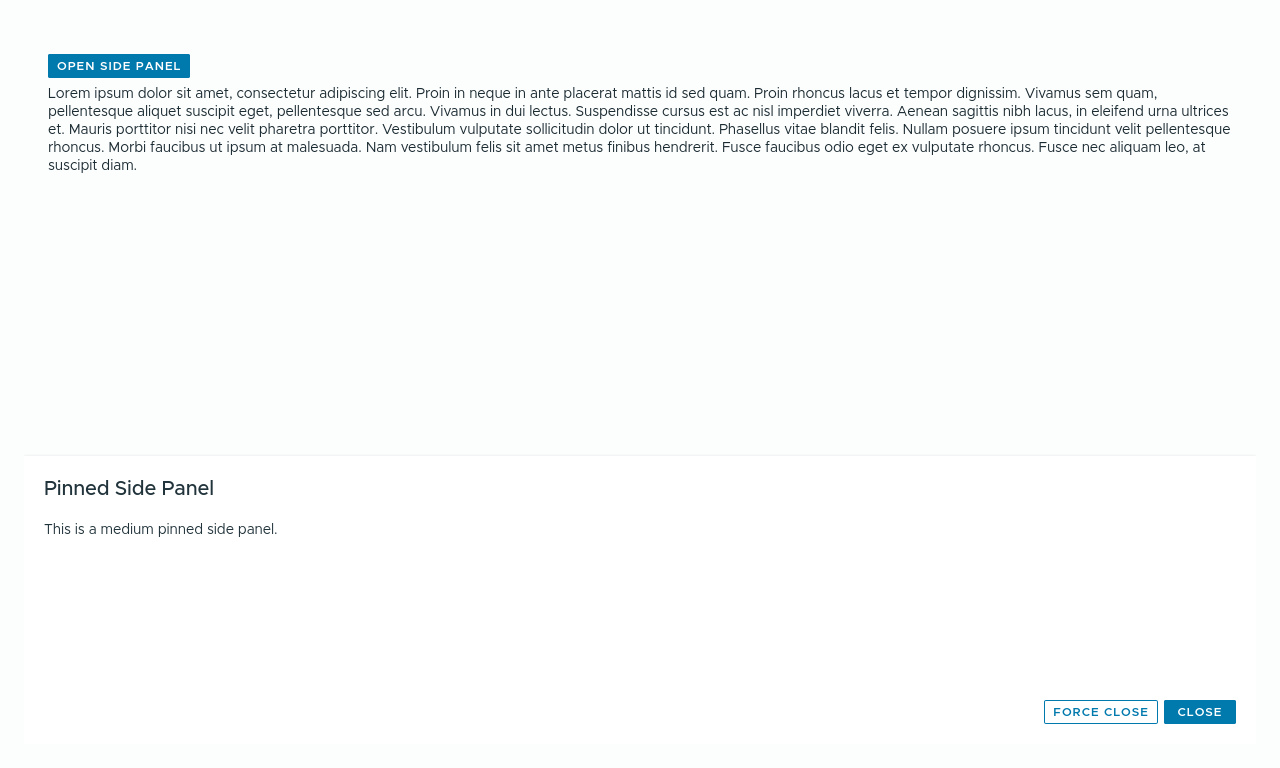 OPEN SIDE PANEL
Lorem ipsum dolor sit amet, consectetur adipiscing elit. Proin in neque in ante placerat mattis id sed quam. Proin rhoncus lacus et tempor dignissim. Vivamus sem quam,
pellentesque aliquet suscipit eget, pellentesque sed arcu. Vivamus in dui lectus. Suspendisse cursus est ac nisl imperdiet viverra. Aenean sagittis nibh lacus, in eleifend urna ultrices
et. Mauris porttitor nisi nec velit pharetra porttitor. Vestibulum vulputate sollicitudin dolor ut tincidunt. Phasellus vitae blandit felis. Nullam posuere ipsum tincidunt velit pellentesque
rhoncus. Morbi faucibus ut ipsum at malesuada. Nam vestibulum felis sit amet metus finibus hendrerit. Fusce faucibus odio eget ex vulputate rhoncus. Fusce nec aliquam leo, at
suscipit diam.
Pinned Side Panel
This is a medium pinned side panel.
FORCE CLOSE
CLOSE